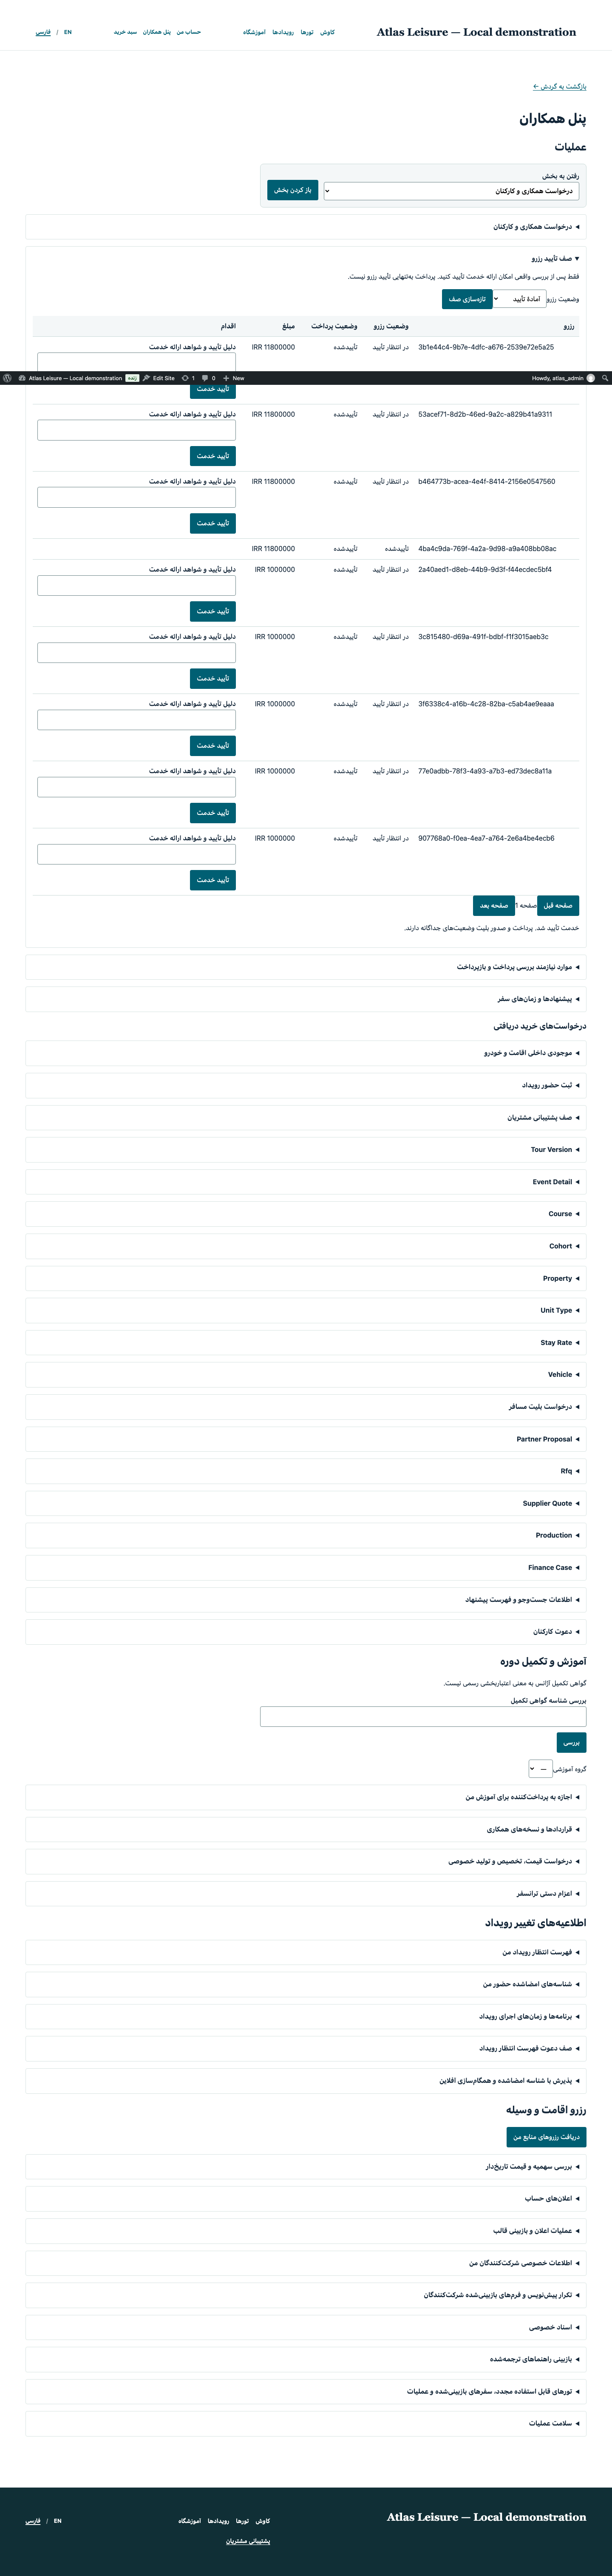 Atlas Leisure — Local demonstration
کاوش تورها رویدادها آموزشگاه
حساب من پنل همکاران سبد خرید
EN / فارسی
بازگشت به گردش ←
پنل همکاران
عملیات
رفتن به بخش
درخواست همکاری و کارکنان
باز کردن بخش
درخواست همکاری و کارکنان
صف تأیید رزرو
فقط پس از بررسی واقعی امکان ارائه خدمت تأیید کنید. پرداخت به‌تنهایی تأیید رزرو نیست.
وضعیت رزرو آمادهٔ تأیید تازه‌سازی صف
رزرو وضعیت رزرو وضعیت پرداخت مبلغ اقدام
3b1e44c4-9b7e-4dfc-a676-2539e72e5a25 در انتظار تأیید تأییدشده IRR 11800000 دلیل تأیید و شواهد ارائه خدمت
Atlas Leisure — Local demonstration زنده Edit Site 1 0 New Howdy, atlas_admin
تأیید خدمت
53acef71-8d2b-46ed-9a2c-a829b41a9311 در انتظار تأیید تأییدشده IRR 11800000 دلیل تأیید و شواهد ارائه خدمت
تأیید خدمت
b464773b-acea-4e4f-8414-2156e0547560 در انتظار تأیید تأییدشده IRR 11800000 دلیل تأیید و شواهد ارائه خدمت
تأیید خدمت
4ba4c9da-769f-4a2a-9d98-a9a408bb08ac تأییدشده تأییدشده IRR 11800000
2a40aed1-d8eb-44b9-9d3f-f44ecdec5bf4 در انتظار تأیید تأییدشده IRR 1000000 دلیل تأیید و شواهد ارائه خدمت
تأیید خدمت
3c815480-d69a-491f-bdbf-f1f3015aeb3c در انتظار تأیید تأییدشده IRR 1000000 دلیل تأیید و شواهد ارائه خدمت
تأیید خدمت
3f6338c4-a16b-4c28-82ba-c5ab4ae9eaaa در انتظار تأیید تأییدشده IRR 1000000 دلیل تأیید و شواهد ارائه خدمت
تأیید خدمت
77e0adbb-78f3-4a93-a7b3-ed73dec8a11a در انتظار تأیید تأییدشده IRR 1000000 دلیل تأیید و شواهد ارائه خدمت
تأیید خدمت
907768a0-f0ea-4ea7-a764-2e6a4be4ecb6 در انتظار تأیید تأییدشده IRR 1000000 دلیل تأیید و شواهد ارائه خدمت
تأیید خدمت
صفحه قبل صفحه 1 صفحه بعد
خدمت تأیید شد. پرداخت و صدور بلیت وضعیت‌های جداگانه دارند.
موارد نیازمند بررسی پرداخت و بازپرداخت
پیشنهادها و زمان‌های سفر
درخواست‌های خرید دریافتی
موجودی داخلی اقامت و خودرو
ثبت حضور رویداد
صف پشتیبانی مشتریان
Tour Version
Event Detail
Course
Cohort
Property
Unit Type
Stay Rate
Vehicle
درخواست بلیت مسافر
Partner Proposal
Rfq
Supplier Quote
Production
Finance Case
اطلاعات جست‌وجو و فهرست پیشنهاد
دعوت کارکنان
آموزش و تکمیل دوره
گواهی تکمیل آژانس به معنی اعتباربخشی رسمی نیست.
بررسی شناسه گواهی تکمیل
بررسی
گروه آموزشی —
اجازه به پرداخت‌کننده برای آموزش من
قراردادها و نسخه‌های همکاری
درخواست قیمت، تخصیص و تولید خصوصی
اعزام دستی ترانسفر
اطلاعیه‌های تغییر رویداد
فهرست انتظار رویداد من
شناسه‌های امضاشده حضور من
برنامه‌ها و زمان‌های اجرای رویداد
صف دعوت فهرست انتظار رویداد
پذیرش با شناسه امضاشده و همگام‌سازی آفلاین
رزرو اقامت و وسیله
دریافت رزروهای منابع من
بررسی سهمیه و قیمت تاریخ‌دار
اعلان‌های حساب
عملیات اعلان و بازبینی قالب
اطلاعات خصوصی شرکت‌کنندگان من
تکرار پیش‌نویس و فرم‌های بازبینی‌شده شرکت‌کنندگان
اسناد خصوصی
بازبینی راهنماهای ترجمه‌شده
تورهای قابل استفاده مجدد، سفرهای بازبینی‌شده و عملیات
سلامت عملیات
Atlas Leisure — Local demonstration
کاوش تورها رویدادها آموزشگاه
پشتیبانی مشتریان
EN / فارسی